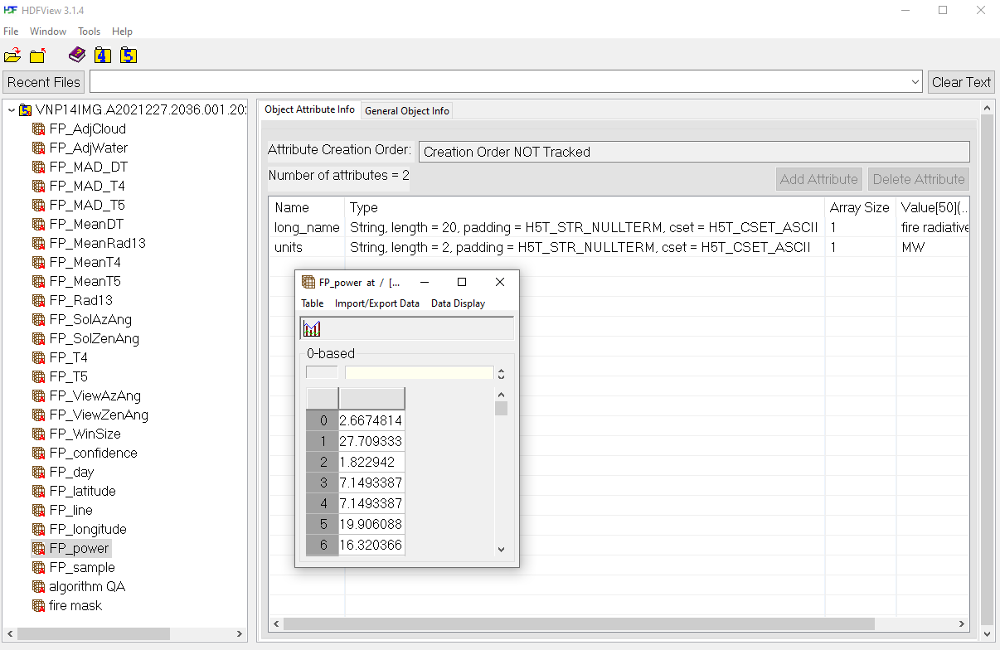 HDFView 3.1.4
File Window Tools Help
Recent Files
Clear Text
VNP14IMG.A2021227.2036.001.20
FP_AdjCloud
FP_AdjWater
FP_MAD_DT
FP_MAD_T4
FP_MAD_T5
FP_MeanDT
FP_MeanRad13
FP_MeanT4
FP_MeanT5
FP_Rad13
FP_SolAzAng
FP_SolZenAng
FP_T4
FP_T5
FP_ViewAzAng
FP_ViewZenAng
FP_WinSize
FP_confidence
FP_day
FP_latitude
FP_line
FP_longitude
FP_power
FP_sample
algorithm QA
fire mask
Object Attribute Info General Object Info
Attribute Creation Order: Creation Order NOT Tracked
Number of attributes = 2
Add Attribute Delete Attribute
Name Type Array Size Value[50](...
long_name String, length = 20, padding = H5T_STR_NULLTERM, cset = H5T_CSET_ASCII 1 fire radiative
units String, length = 2, padding = H5T_STR_NULLTERM, cset = H5T_CSET_ASCII 1 MW
FP_power at / [...
Table Import/Export Data Data Display
0-based
0 2.6674814
1 27.709333
2 1.822942
3 7.1493387
4 7.1493387
5 19.906088
6 16.320366